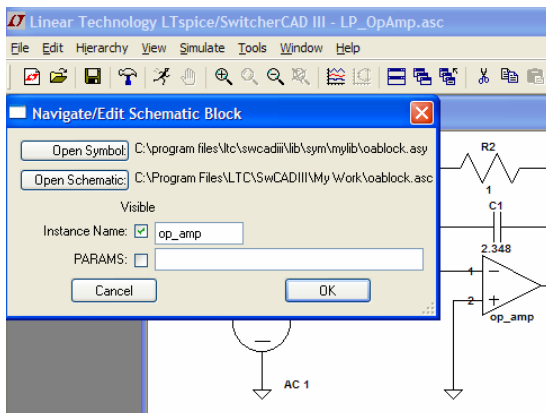 Linear Technology LTspice/SwitcherCAD III - LP_OpAmp.asc
File Edit Hierarchy View Simulate Tools Window Help
Navigate/Edit Schematic Block
Open Symbol: C:\program files\ltc\swcadiii\lib\sym\mylib\oablock.asy
Open Schematic: C:\Program Files\LTC\SwCADIII\My Work\oablock.asc
Visible
Instance Name: op_amp
PARAMS:
Cancel OK
R2
1
C1
2.348
1
2
op_amp
AC 1